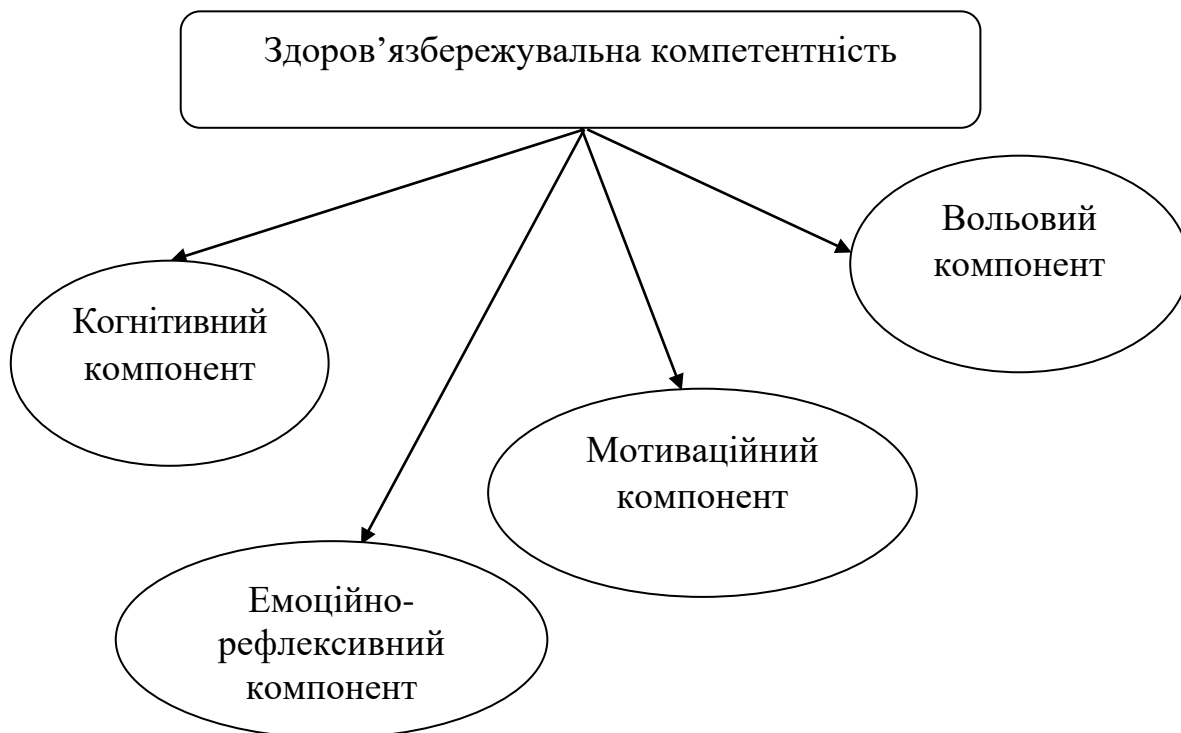 Здоров’язбережувальна компетентність
Вольовий
компонент
Когнітивний
компонент
Мотиваційний
компонент
Емоційно-
рефлексивний
компонент